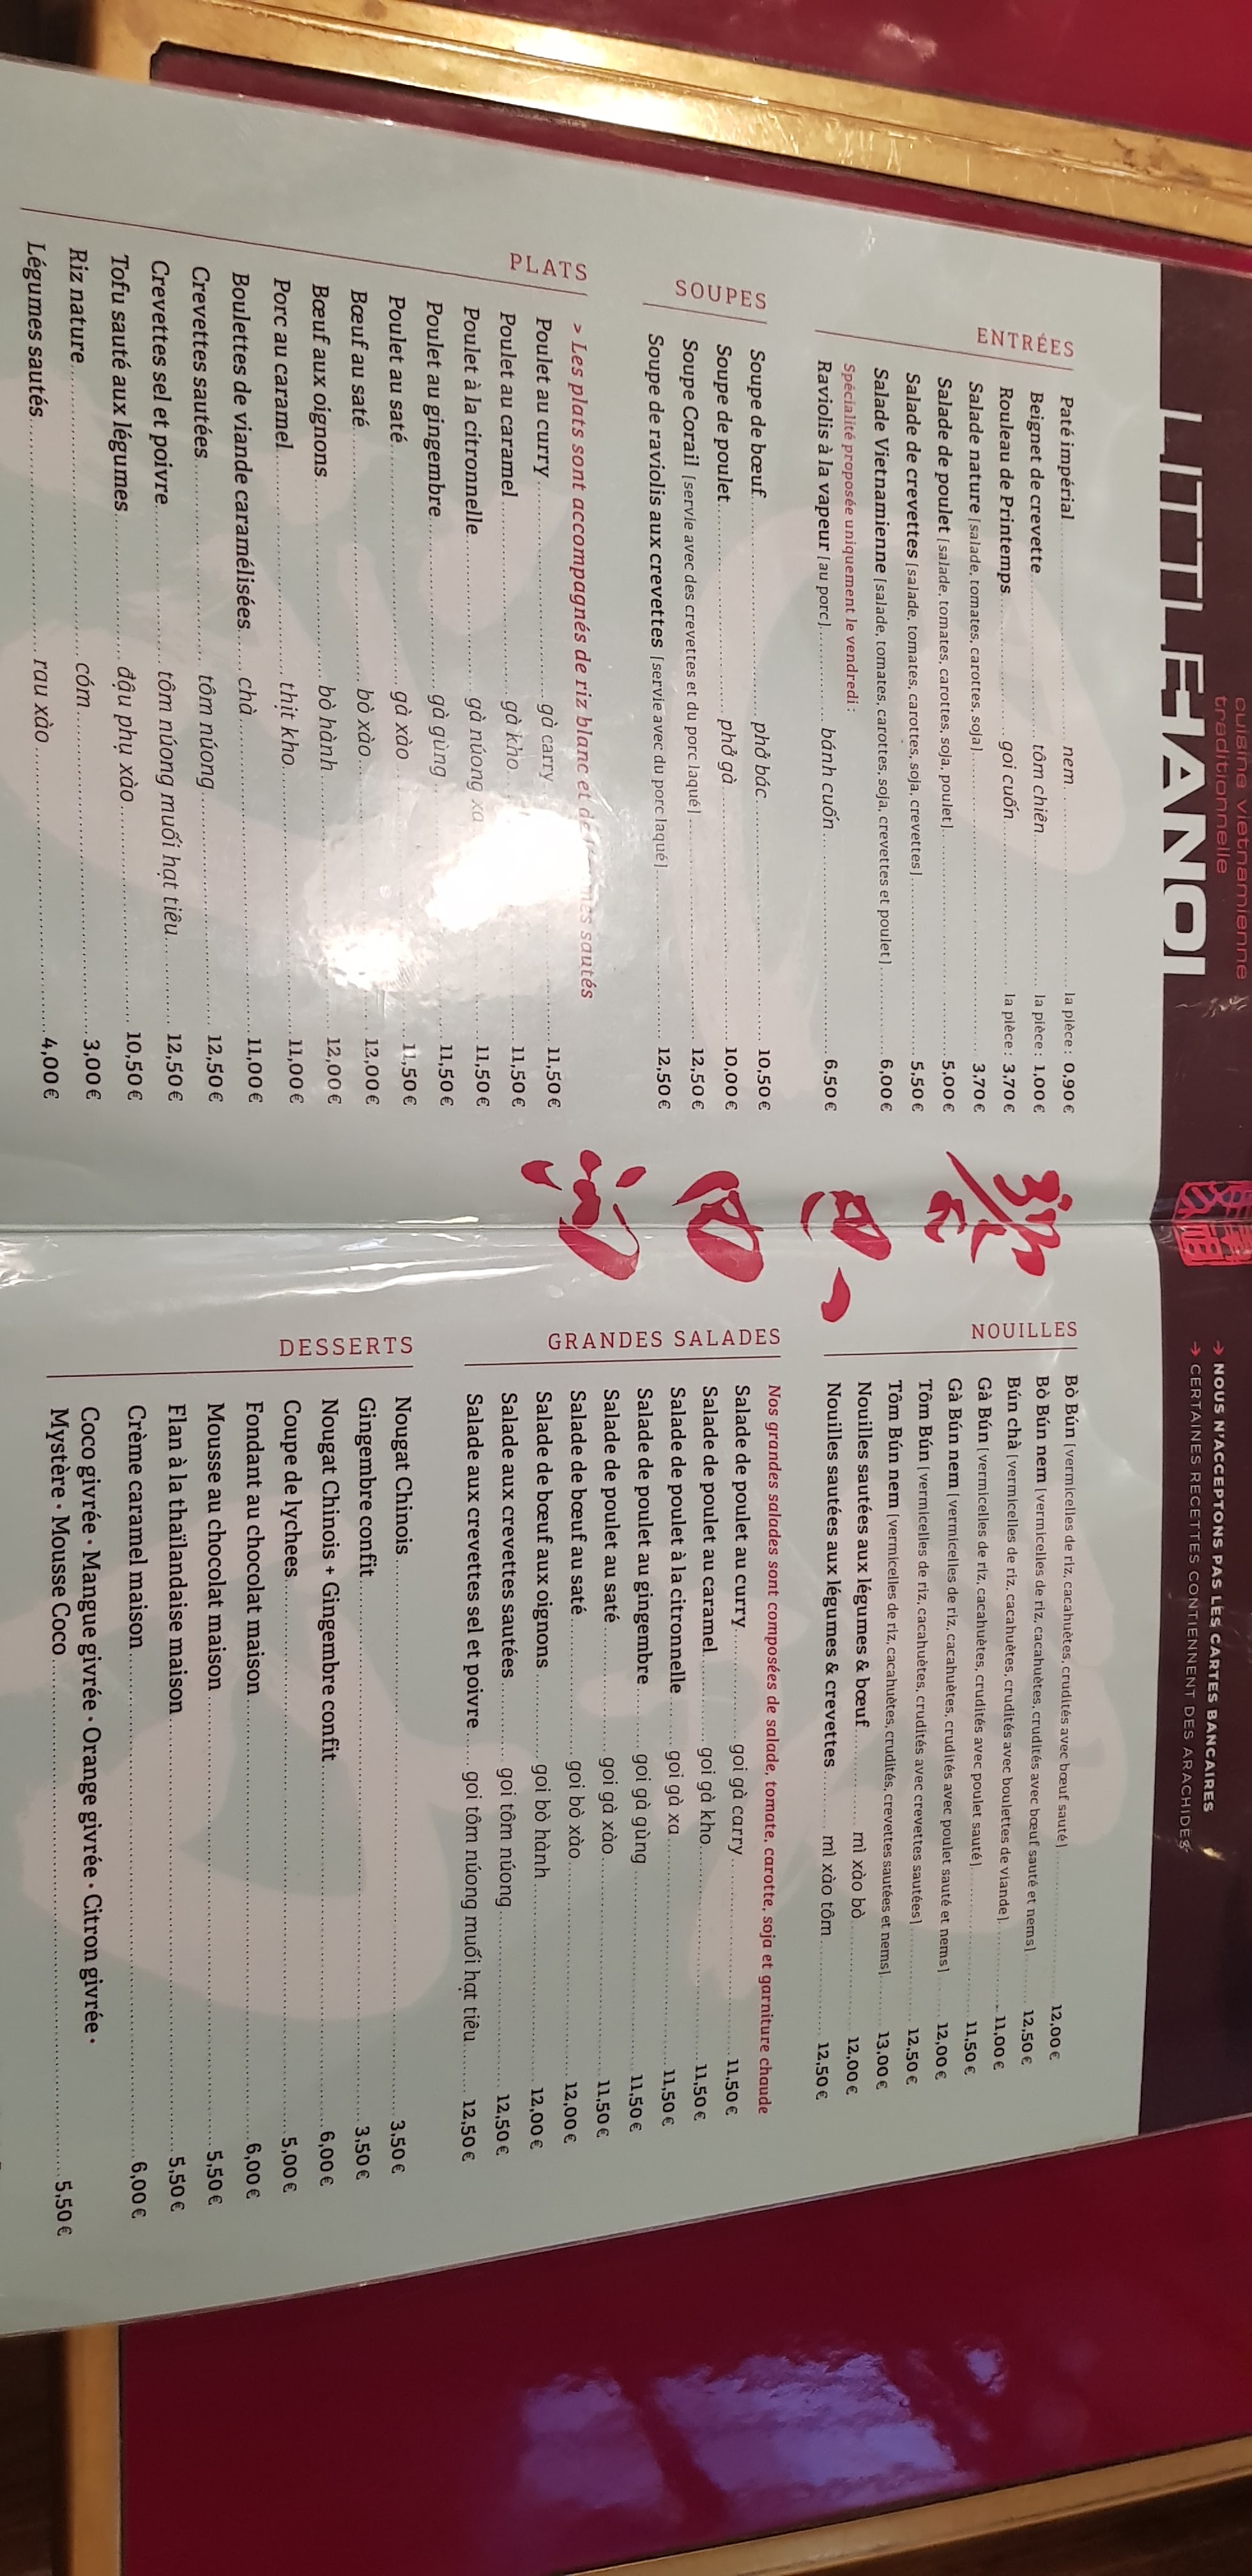 cuisine vietnamienne
traditionnelle
LITTLE HANOI
→ NOUS N'ACCEPTONS PAS LES CARTES BANCAIRES
→ CERTAINES RECETTES CONTIENNENT DES ARACHIDES
ENTRÉES
Paté impérial nem la pièce : 0,90 €
Beignet de crevette tôm chiên la pièce : 1,00 €
Rouleau de Printemps goi cuốn la pièce : 3,70 €
Salade nature [salade, tomates, carottes, soja] 3,70 €
Salade de poulet [salade, tomates, carottes, soja, poulet] 5,00 €
Salade de crevettes [salade, tomates, carottes, soja, crevettes] 5,50 €
Salade Vietnamienne [salade, tomates, carottes, soja, crevettes et poulet] 6,00 €
Spécialité proposée uniquement le vendredi :
Raviolis à la vapeur [au porc] bánh cuốn 6,50 €
SOUPES
Soupe de bœuf phở bác 10,50 €
Soupe de poulet phở gà 10,00 €
Soupe Corail [servie avec des crevettes et du porc laqué] 12,50 €
Soupe de raviolis aux crevettes [servie avec du porc laqué] 12,50 €
PLATS
> Les plats sont accompagnés de riz blanc et de sautés
Poulet au curry gà carry 11,50 €
Poulet au caramel gà kho 11,50 €
Poulet à la citronnelle gà núong xa 11,50 €
Poulet au gingembre gà gùng 11,50 €
Poulet au saté gà xào 11,50 €
Bœuf au saté bò xào 12,00 €
Bœuf aux oignons bò hành 12,00 €
Porc au caramel thịt kho 11,00 €
Boulettes de viande caramélisées chà 11,00 €
Crevettes sautées tôm núong 12,50 €
Crevettes sel et poivre tôm núong muối hạt tiêu 12,50 €
Tofu sauté aux légumes đậu phụ xào 10,50 €
Riz nature cóm 3,00 €
Légumes sautés rau xào 4,00 €
NOUILLES
Bò Bún [vermicelles de riz, cacahuètes, crudités avec bœuf sauté] 12,00 €
Bò Bún nem [vermicelles de riz, cacahuètes, crudités avec bœuf sauté et nems] 12,50 €
Bún chà [vermicelles de riz, cacahuètes, crudités avec boulettes de viande] 11,00 €
Gà Bún [vermicelles de riz, cacahuètes, crudités avec poulet sauté] 11,50 €
Gà Bún nem [vermicelles de riz, cacahuètes, crudités avec poulet sauté et nems] 12,00 €
Tôm Bún [vermicelles de riz, cacahuètes, crudités avec crevettes sautées] 12,50 €
Tôm Bún nem [vermicelles de riz, cacahuètes, crudités, crevettes sautées et nems] 13,00 €
Nouilles sautées aux légumes & bœuf mì xào bò 12,00 €
Nouilles sautées aux légumes & crevettes mì xào tôm 12,50 €
GRANDES SALADES
Nos grandes salades sont composées de salade, tomate, carotte, soja et garniture chaude
Salade de poulet au curry goi gà carry 11,50 €
Salade de poulet au caramel goi gà kho 11,50 €
Salade de poulet à la citronnelle goi gà xa 11,50 €
Salade de poulet au gingembre goi gà gùng 11,50 €
Salade de poulet au saté goi gà xào 11,50 €
Salade de bœuf au saté goi bò xào 12,00 €
Salade de bœuf aux oignons goi bò hành 12,00 €
Salade aux crevettes sautées goi tôm núong 12,50 €
Salade aux crevettes sel et poivre goi tôm núong muối hạt tiêu 12,50 €
DESSERTS
Nougat Chinois 3,50 €
Gingembre confit 3,50 €
Nougat Chinois + Gingembre confit 6,00 €
Coupe de lychees 5,00 €
Fondant au chocolat maison 6,00 €
Mousse au chocolat maison 5,50 €
Flan à la thaïlandaise maison 5,50 €
Crème caramel maison 6,00 €
Coco givrée • Mangue givrée • Orange givrée • Citron givrée •
Mystère • Mousse Coco 5,50 €